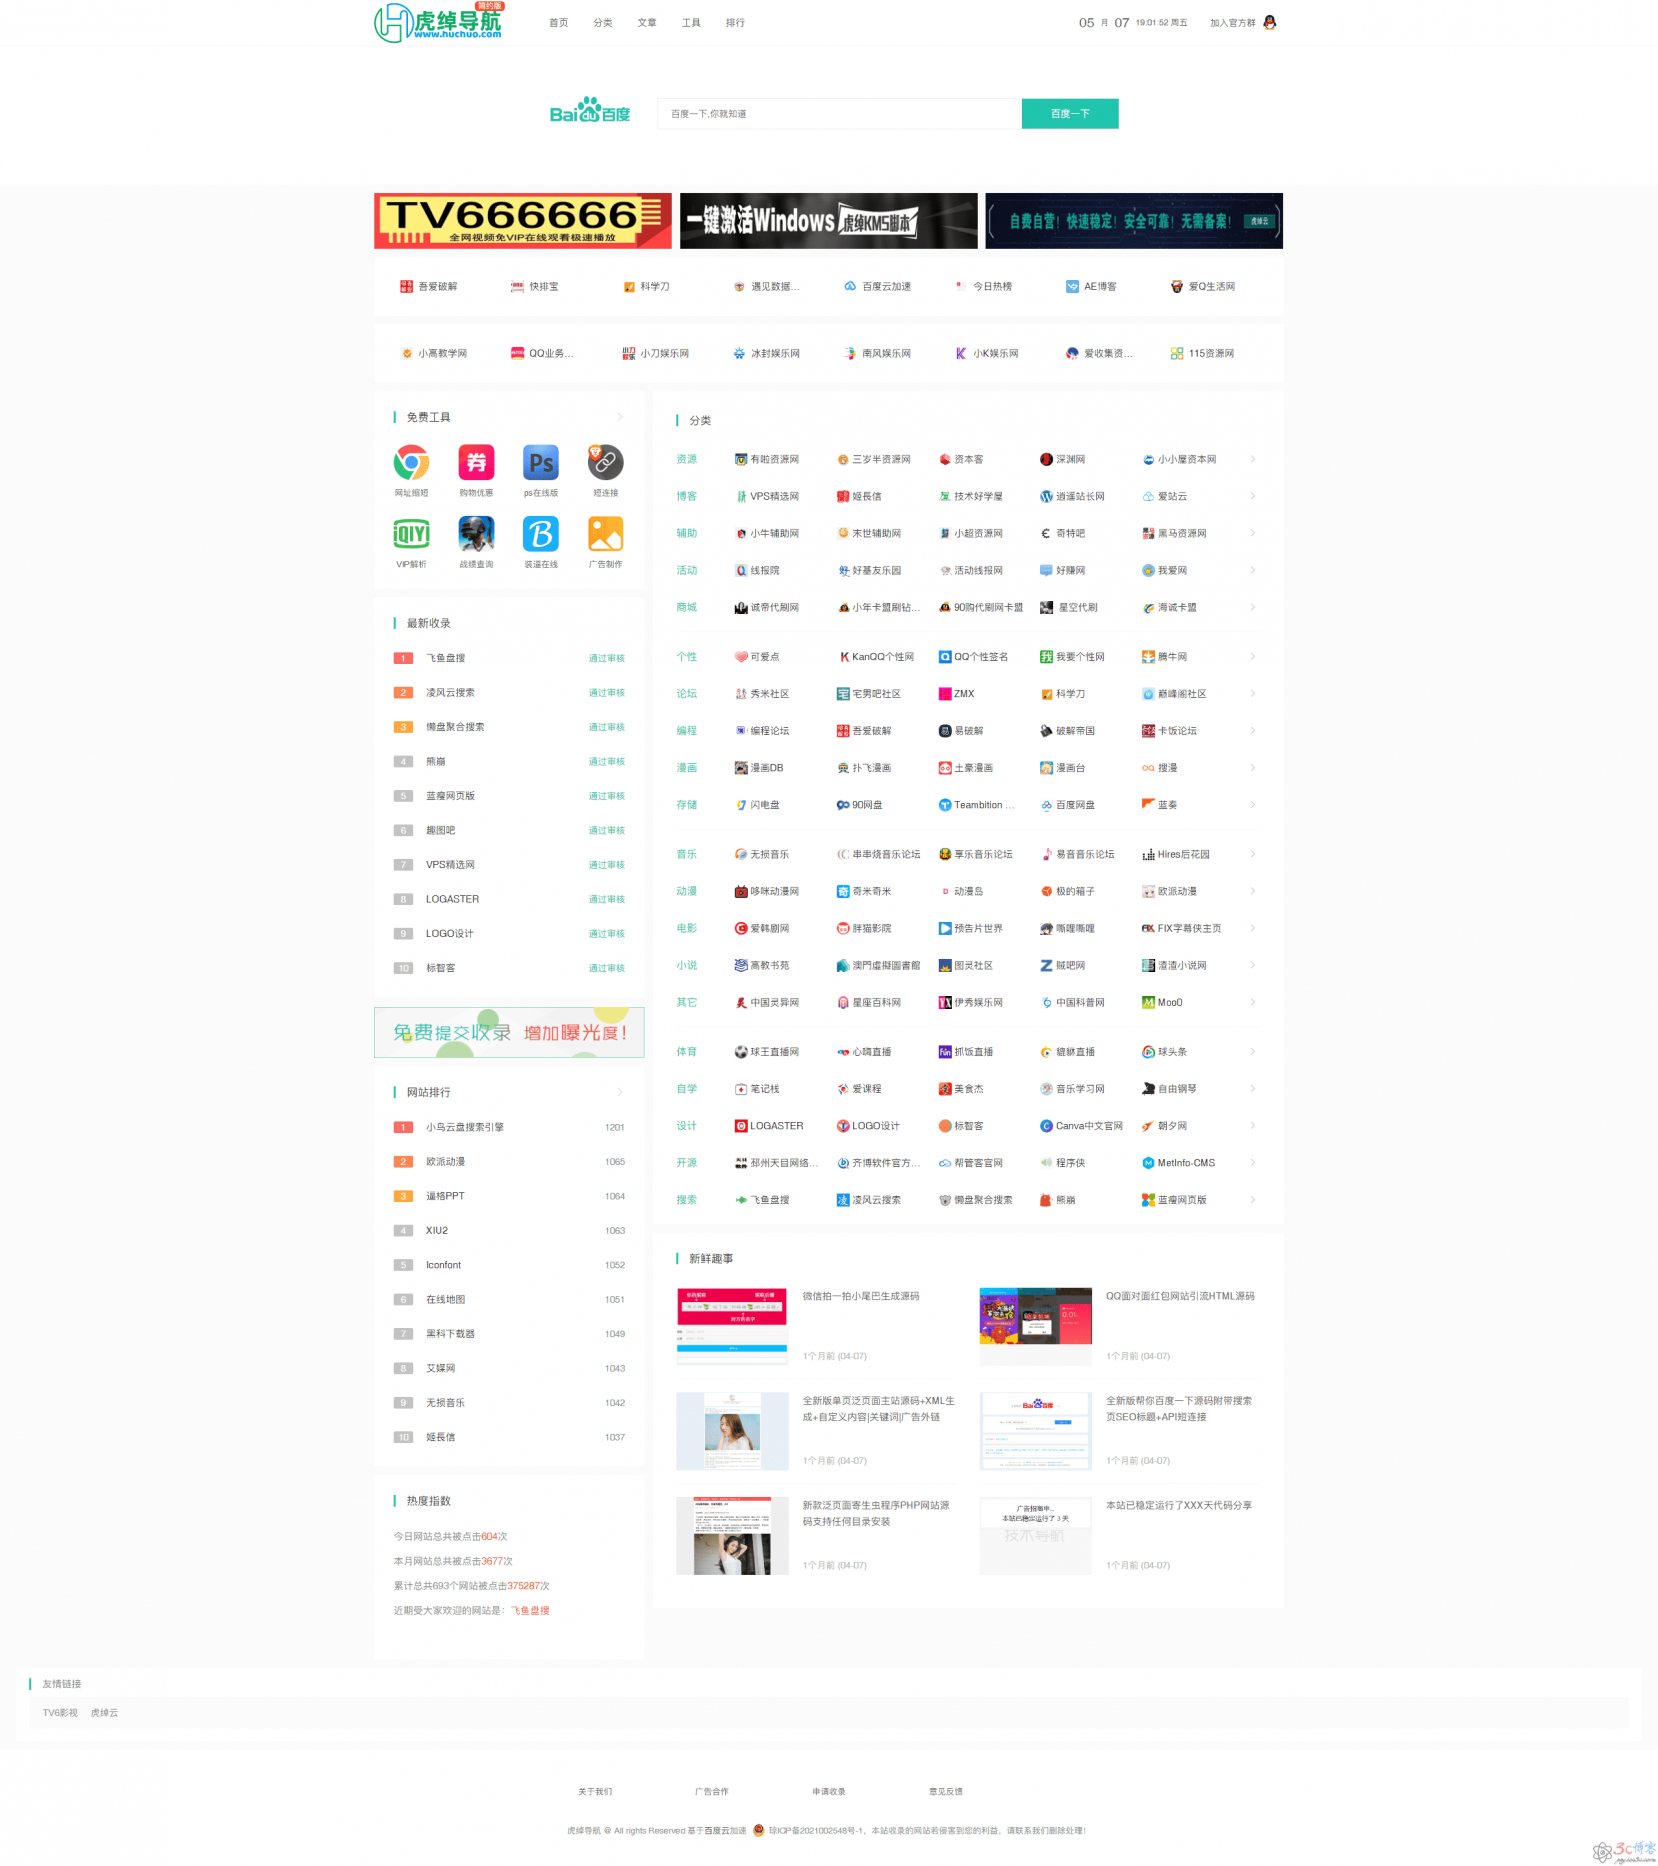 虎绰导航 简约版
www.huchuo.com
首页 分类 文章 工具 排行
05 月 07 19:01:52 周五 加入官方群
Bai du 百度 百度一下,你就知道 百度一下
TV666666
全网视频免VIP在线观看极速播放
一键激活Windows 虎绰KMS脚本
自费自营！快速稳定！安全可靠！无需备案！ 虎绰云
吾爱破解 快排宝 科学刀 遇见数据... 百度云加速 今日热榜 AE博客 爱Q生活网
小高教学网 QQ业务... 小刀娱乐网 冰封娱乐网 南风娱乐网 小K娱乐网 爱收集资... 115资源网
免费工具
网址缩短 购物优惠 ps在线版 短连接
VIP解析 战绩查询 装逼在线 广告制作
最新收录
1 飞鱼盘搜 通过审核
2 凌风云搜索 通过审核
3 懒盘聚合搜索 通过审核
4 熊崩 通过审核
5 蓝瘦网页版 通过审核
6 趣图吧 通过审核
7 VPS精选网 通过审核
8 LOGASTER 通过审核
9 LOGO设计 通过审核
10 标智客 通过审核
免费提交收录 增加曝光度！
网站排行
1 小鸟云盘搜索引擎 1201
2 欧派动漫 1065
3 逼格PPT 1064
4 XIU2 1063
5 Iconfont 1052
6 在线地图 1051
7 黑科下载器 1049
8 艾媒网 1043
9 无损音乐 1042
10 姬長信 1037
热度指数
今日网站总共被点击604次
本月网站总共被点击3677次
累计总共693个网站被点击375287次
近期受大家欢迎的网站是：飞鱼盘搜
分类
资源 有啦资源网 三岁半资源网 资本客 深渊网 小小屋资本网
博客 VPS精选网 姬長信 技术好学屋 逍遥站长网 爱站云
辅助 小牛辅助网 末世辅助网 小超资源网 奇特吧 黑马资源网
活动 线报院 好基友乐园 活动线报网 好赚网 我爱网
商城 诚帝代刷网 小年卡盟刷钻... 90购代刷网卡盟 星空代刷 海诚卡盟
个性 可爱点 KanQQ个性网 QQ个性签名 我要个性网 腾牛网
论坛 秀米社区 宅男吧社区 ZMX 科学刀 巅峰阁社区
编程 编程论坛 吾爱破解 易破解 破解帝国 卡饭论坛
漫画 漫画DB 扑飞漫画 土豪漫画 漫画台 搜漫
存储 闪电盘 90网盘 Teambition ... 百度网盘 蓝奏
音乐 无损音乐 串串烧音乐论坛 享乐音乐论坛 易音音乐论坛 Hires后花园
动漫 哆咪动漫网 奇米奇米 动漫岛 极的箱子 欧派动漫
电影 爱韩剧网 胖猫影院 预告片世界 嘶哩嘶哩 FIX字幕侠主页
小说 高教书苑 澳門虛擬圖書館 图灵社区 贼吧网 渣渣小说网
其它 中国灵异网 星座百科网 伊秀娱乐网 中国科普网 Moo0
体育 球王直播网 心嗨直播 抓饭直播 貔貅直播 球头条
自学 笔记栈 爱课程 美食杰 音乐学习网 自由钢琴
设计 LOGASTER LOGO设计 标智客 Canva中文官网 朝夕网
开源 邳州天目网络... 齐博软件官方... 帮管客官网 程序侠 MetInfo-CMS
搜索 飞鱼盘搜 凌风云搜索 懒盘聚合搜索 熊崩 蓝瘦网页版
新鲜趣事
微信拍一拍小尾巴生成源码
1个月前 (04-07)
QQ面对面红包网站引流HTML源码
1个月前 (04-07)
全新版单页泛页面主站源码+XML生
成+自定义内容|关键词|广告外链
1个月前 (04-07)
全新版帮你百度一下源码附带搜索
页SEO标题+API短连接
1个月前 (04-07)
新款泛页面寄生虫程序PHP网站源
码支持任何目录安装
1个月前 (04-07)
广告招商中...
本站已稳定运行了 3 天
技术导航
本站已稳定运行了XXX天代码分享
1个月前 (04-07)
友情链接
TV6影视 虎绰云
关于我们 广告合作 申请收录 意见反馈
虎绰导航 @ All rights Reserved 基于百度云加速 琼ICP备2021002548号-1，本站收录的网站若侵害到您的利益，请联系我们删除处理！
3c博客